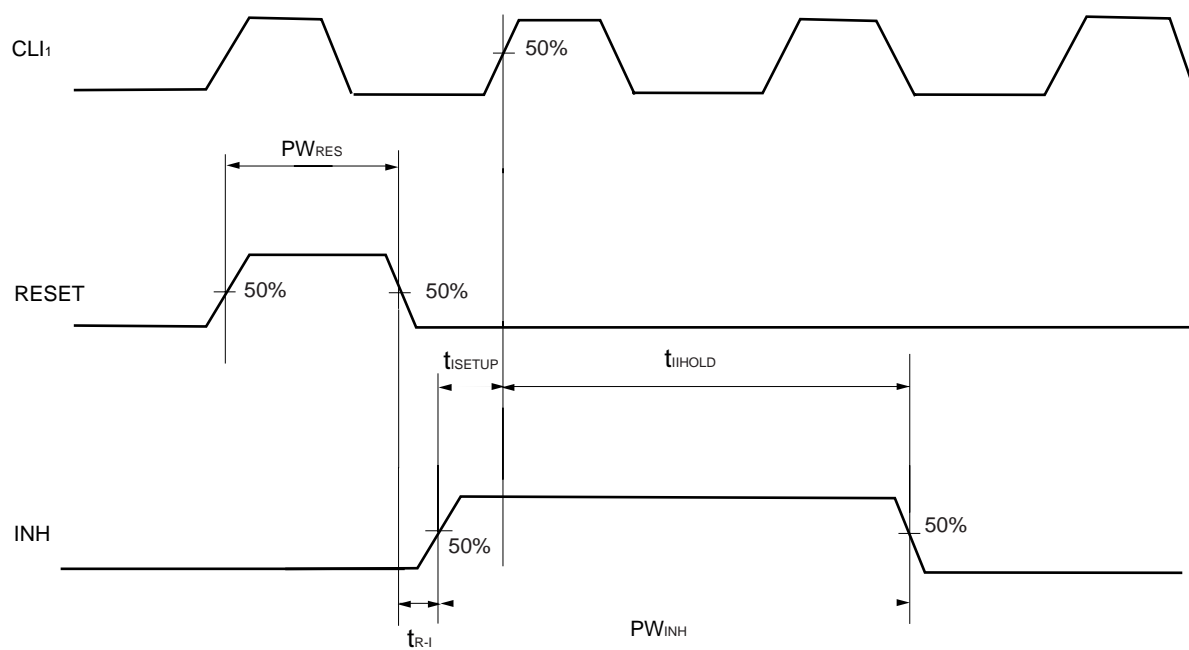 CLI1
50%
PWRES
RESET
50%
50%
tISETUP
tIIHOLD
INH
50%
50%
tR-I
PWINH